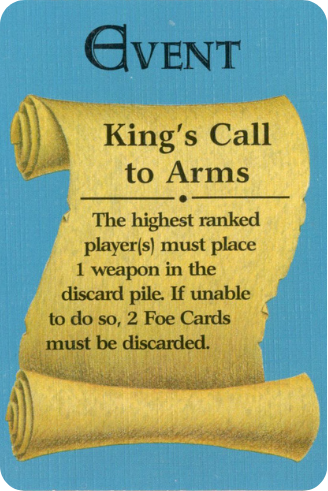 EVENT
King's Call
to Arms
The highest ranked
player(s) must place
1 weapon in the
discard pile. If unable
to do so, 2 Foe Cards
must be discarded.